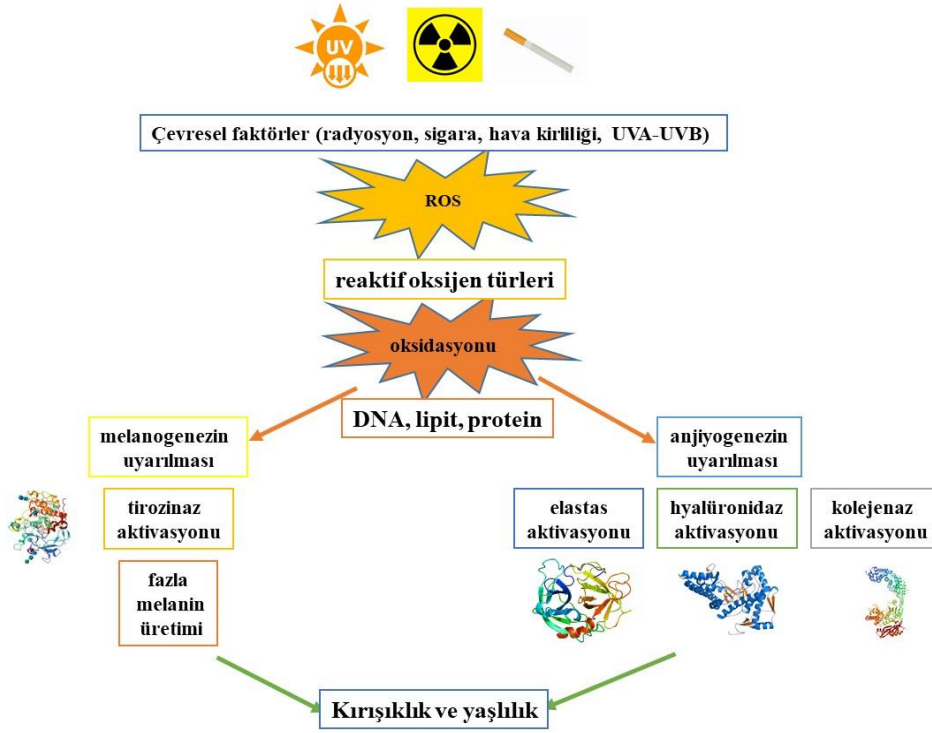 UV
Çevresel faktörler (radyosyon, sigara, hava kirliliği, UVA-UVB)
ROS
reaktif oksijen türleri
oksidasyonu
DNA, lipit, protein
melanogenezin
uyarılması
anjiyogenezin
uyarılması
tirozinaz
aktivasyonu
elastas
aktivasyonu
hyalüronidaz
aktivasyonu
kolejenaz
aktivasyonu
fazla
melanin
üretimi
Kırışıklık ve yaşlılık